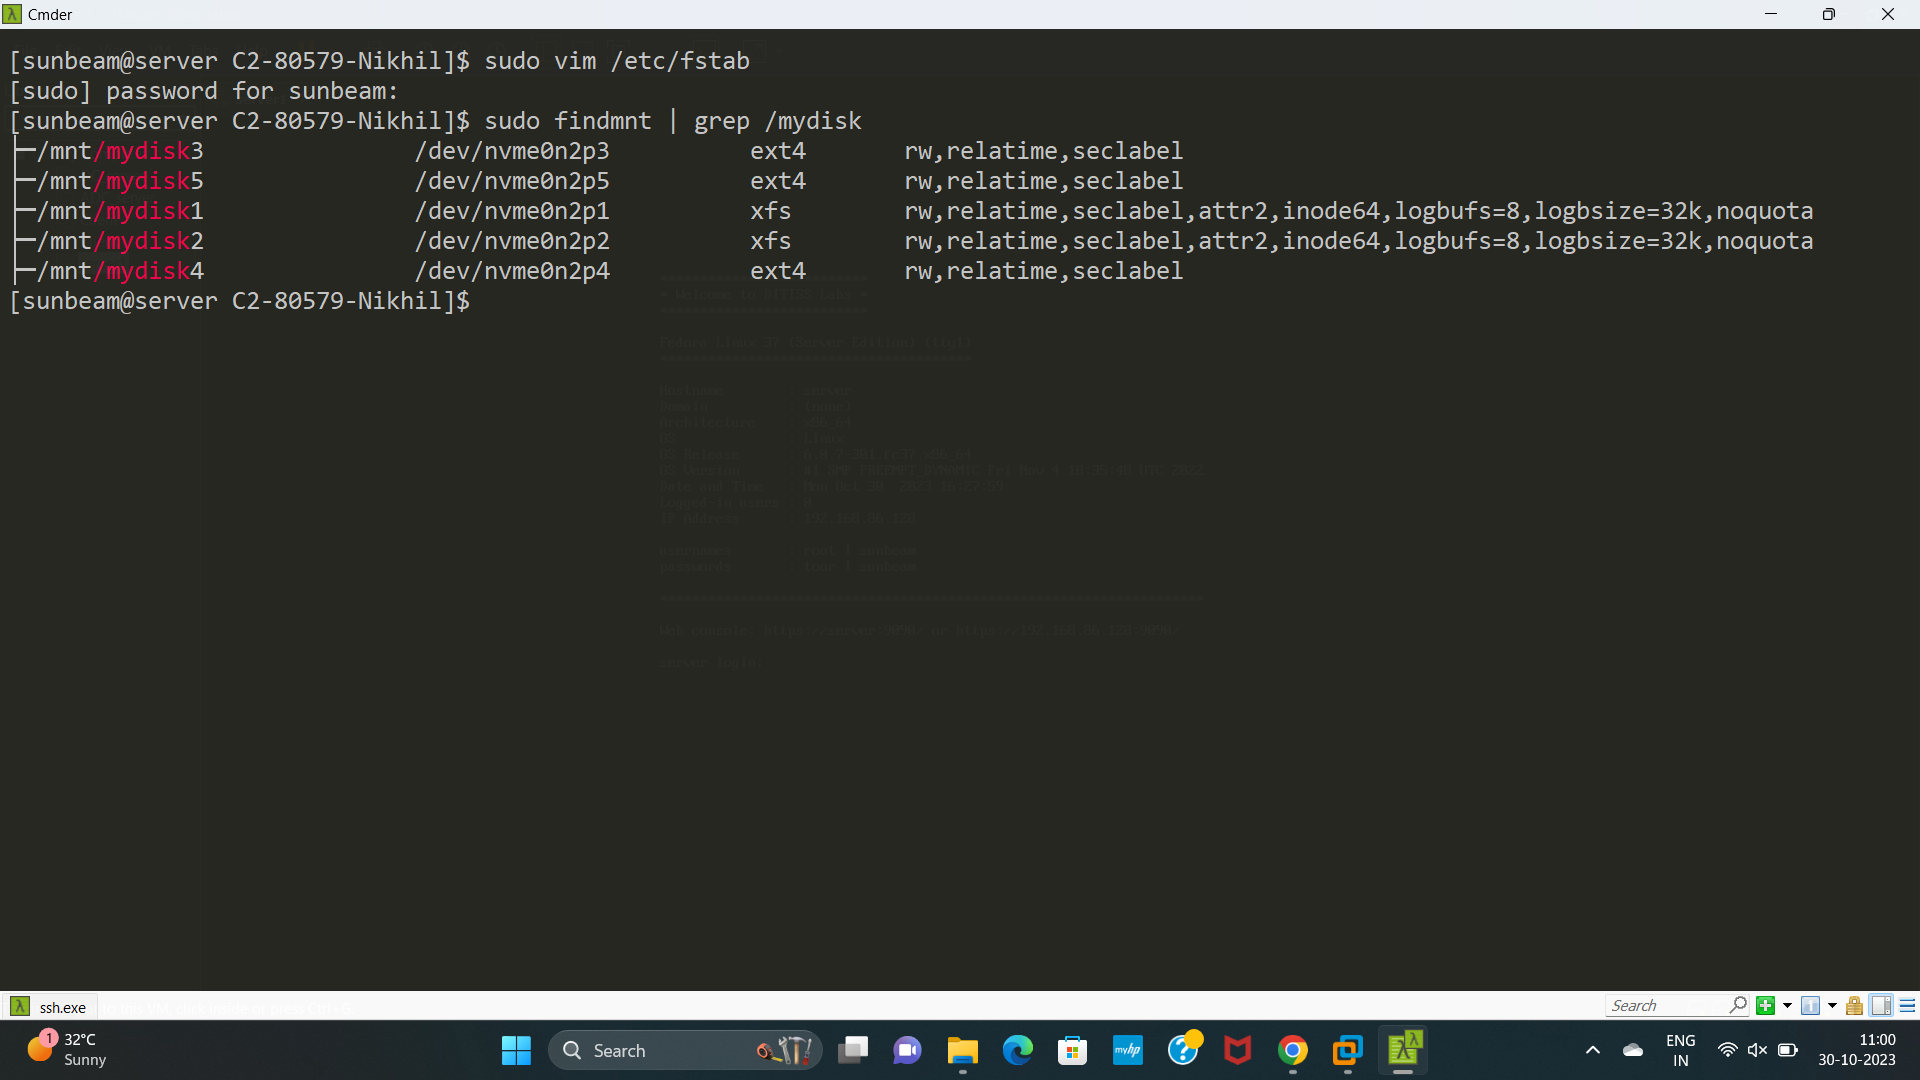 Cmder
[sunbeam@server C2-80579-Nikhil]$ sudo vim /etc/fstab
[sudo] password for sunbeam:
[sunbeam@server C2-80579-Nikhil]$ sudo findmnt | grep /mydisk
├─/mnt/mydisk3 /dev/nvme0n2p3 ext4 rw,relatime,seclabel
├─/mnt/mydisk5 /dev/nvme0n2p5 ext4 rw,relatime,seclabel
├─/mnt/mydisk1 /dev/nvme0n2p1 xfs rw,relatime,seclabel,attr2,inode64,logbufs=8,logbsize=32k,noquota
├─/mnt/mydisk2 /dev/nvme0n2p2 xfs rw,relatime,seclabel,attr2,inode64,logbufs=8,logbsize=32k,noquota
├─/mnt/mydisk4 /dev/nvme0n2p4 ext4 rw,relatime,seclabel
[sunbeam@server C2-80579-Nikhil]$
ssh.exe
Search
1
32°C
Sunny
Search
myhp
ENG
IN
11:00
30-10-2023